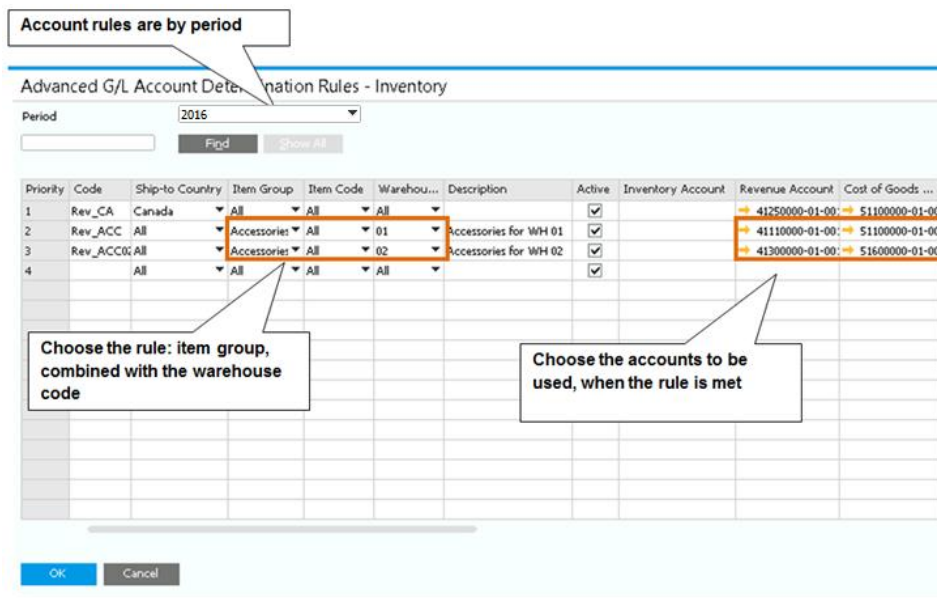 Account rules are by period
Advanced G/L Account Determination Rules - Inventory
Period 2016
Find Show All
Priority Code Ship-to Country Item Group Item Code Warehou... Description Active Inventory Account Revenue Account Cost of Goods ...
1 Rev_CA Canada All All All 41250000-01-00: 51100000-01-00
2 Rev_ACC All Accessories All 01 Accessories for WH 01 41110000-01-00: 51100000-01-00
3 Rev_ACC02 All Accessories All 02 Accessories for WH 02 41300000-01-00: 51600000-01-00
4 All All All All
Choose the rule: item group,
combined with the warehouse
code
Choose the accounts to be
used, when the rule is met
OK Cancel